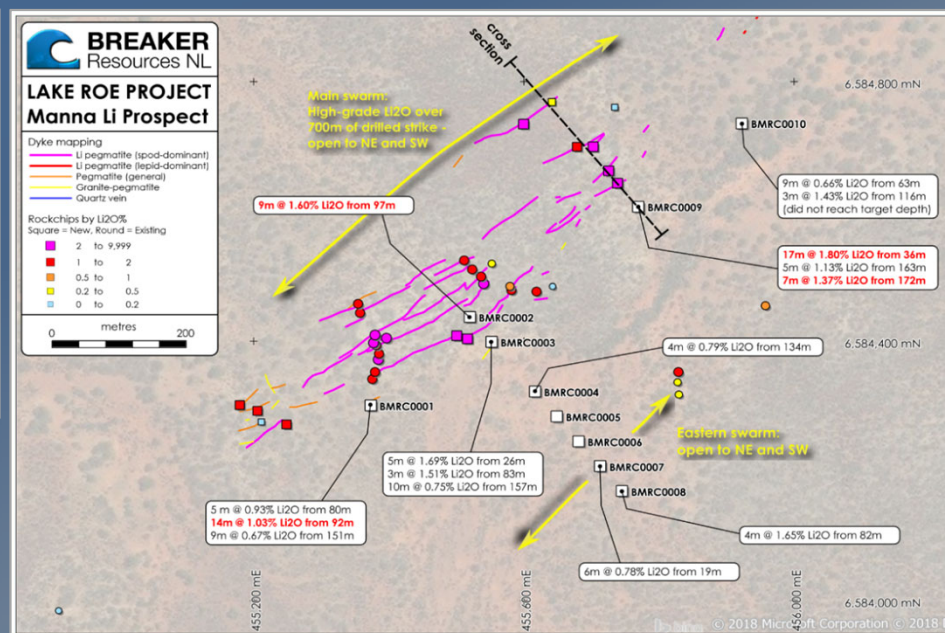 BREAKER
Resources NL
LAKE ROE PROJECT
Manna Li Prospect
Dyke mapping
Li pegmatite (spod-dominant)
Li pegmatite (lepid-dominant)
Pegmatite (general)
Granite-pegmatite
Quartz vein
Rockchips by Li2O%
Square = New, Round = Existing
2 to 9,999
1 to 2
0.5 to 1
0.2 to 0.5
0 to 0.2
metres
0 200
cross
section
Main swarm:
High-grade Li2O over
700m of drilled strike -
open to NE and SW
6,584,800 mN
BMRC0010
9m @ 0.66% Li2O from 63m
3m @ 1.43% Li2O from 116m
(did not reach target depth)
9m @ 1.60% Li2O from 97m
BMRC0009
17m @ 1.80% Li2O from 36m
5m @ 1.13% Li2O from 163m
7m @ 1.37% Li2O from 172m
BMRC0002
BMRC0003
6,584,400 mN
4m @ 0.79% Li2O from 134m
BMRC0004
BMRC0001
BMRC0005
BMRC0006
Eastern swarm:
open to NE and SW
BMRC0007
BMRC0008
5m @ 1.69% Li2O from 26m
3m @ 1.51% Li2O from 83m
10m @ 0.75% Li2O from 157m
5 m @ 0.93% Li2O from 80m
14m @ 1.03% Li2O from 92m
9m @ 0.67% Li2O from 151m
4m @ 1.65% Li2O from 82m
6m @ 0.78% Li2O from 19m
455,200 mE
455,600 mE
456,000 mE
6,584,000 mN
© 2018 Microsoft Corporation © 2018